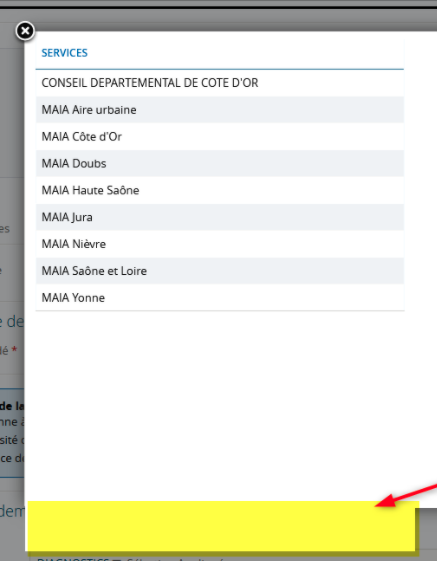 SERVICES
CONSEIL DEPARTEMENTAL DE COTE D'OR
MAIA Aire urbaine
MAIA Côte d'Or
MAIA Doubs
MAIA Haute Saône
MAIA Jura
MAIA Nièvre
MAIA Saône et Loire
MAIA Yonne